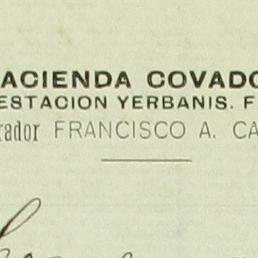 ACIENDA COVADO
ESTACION YERBANIS. F
rador FRANCISCO A. CA